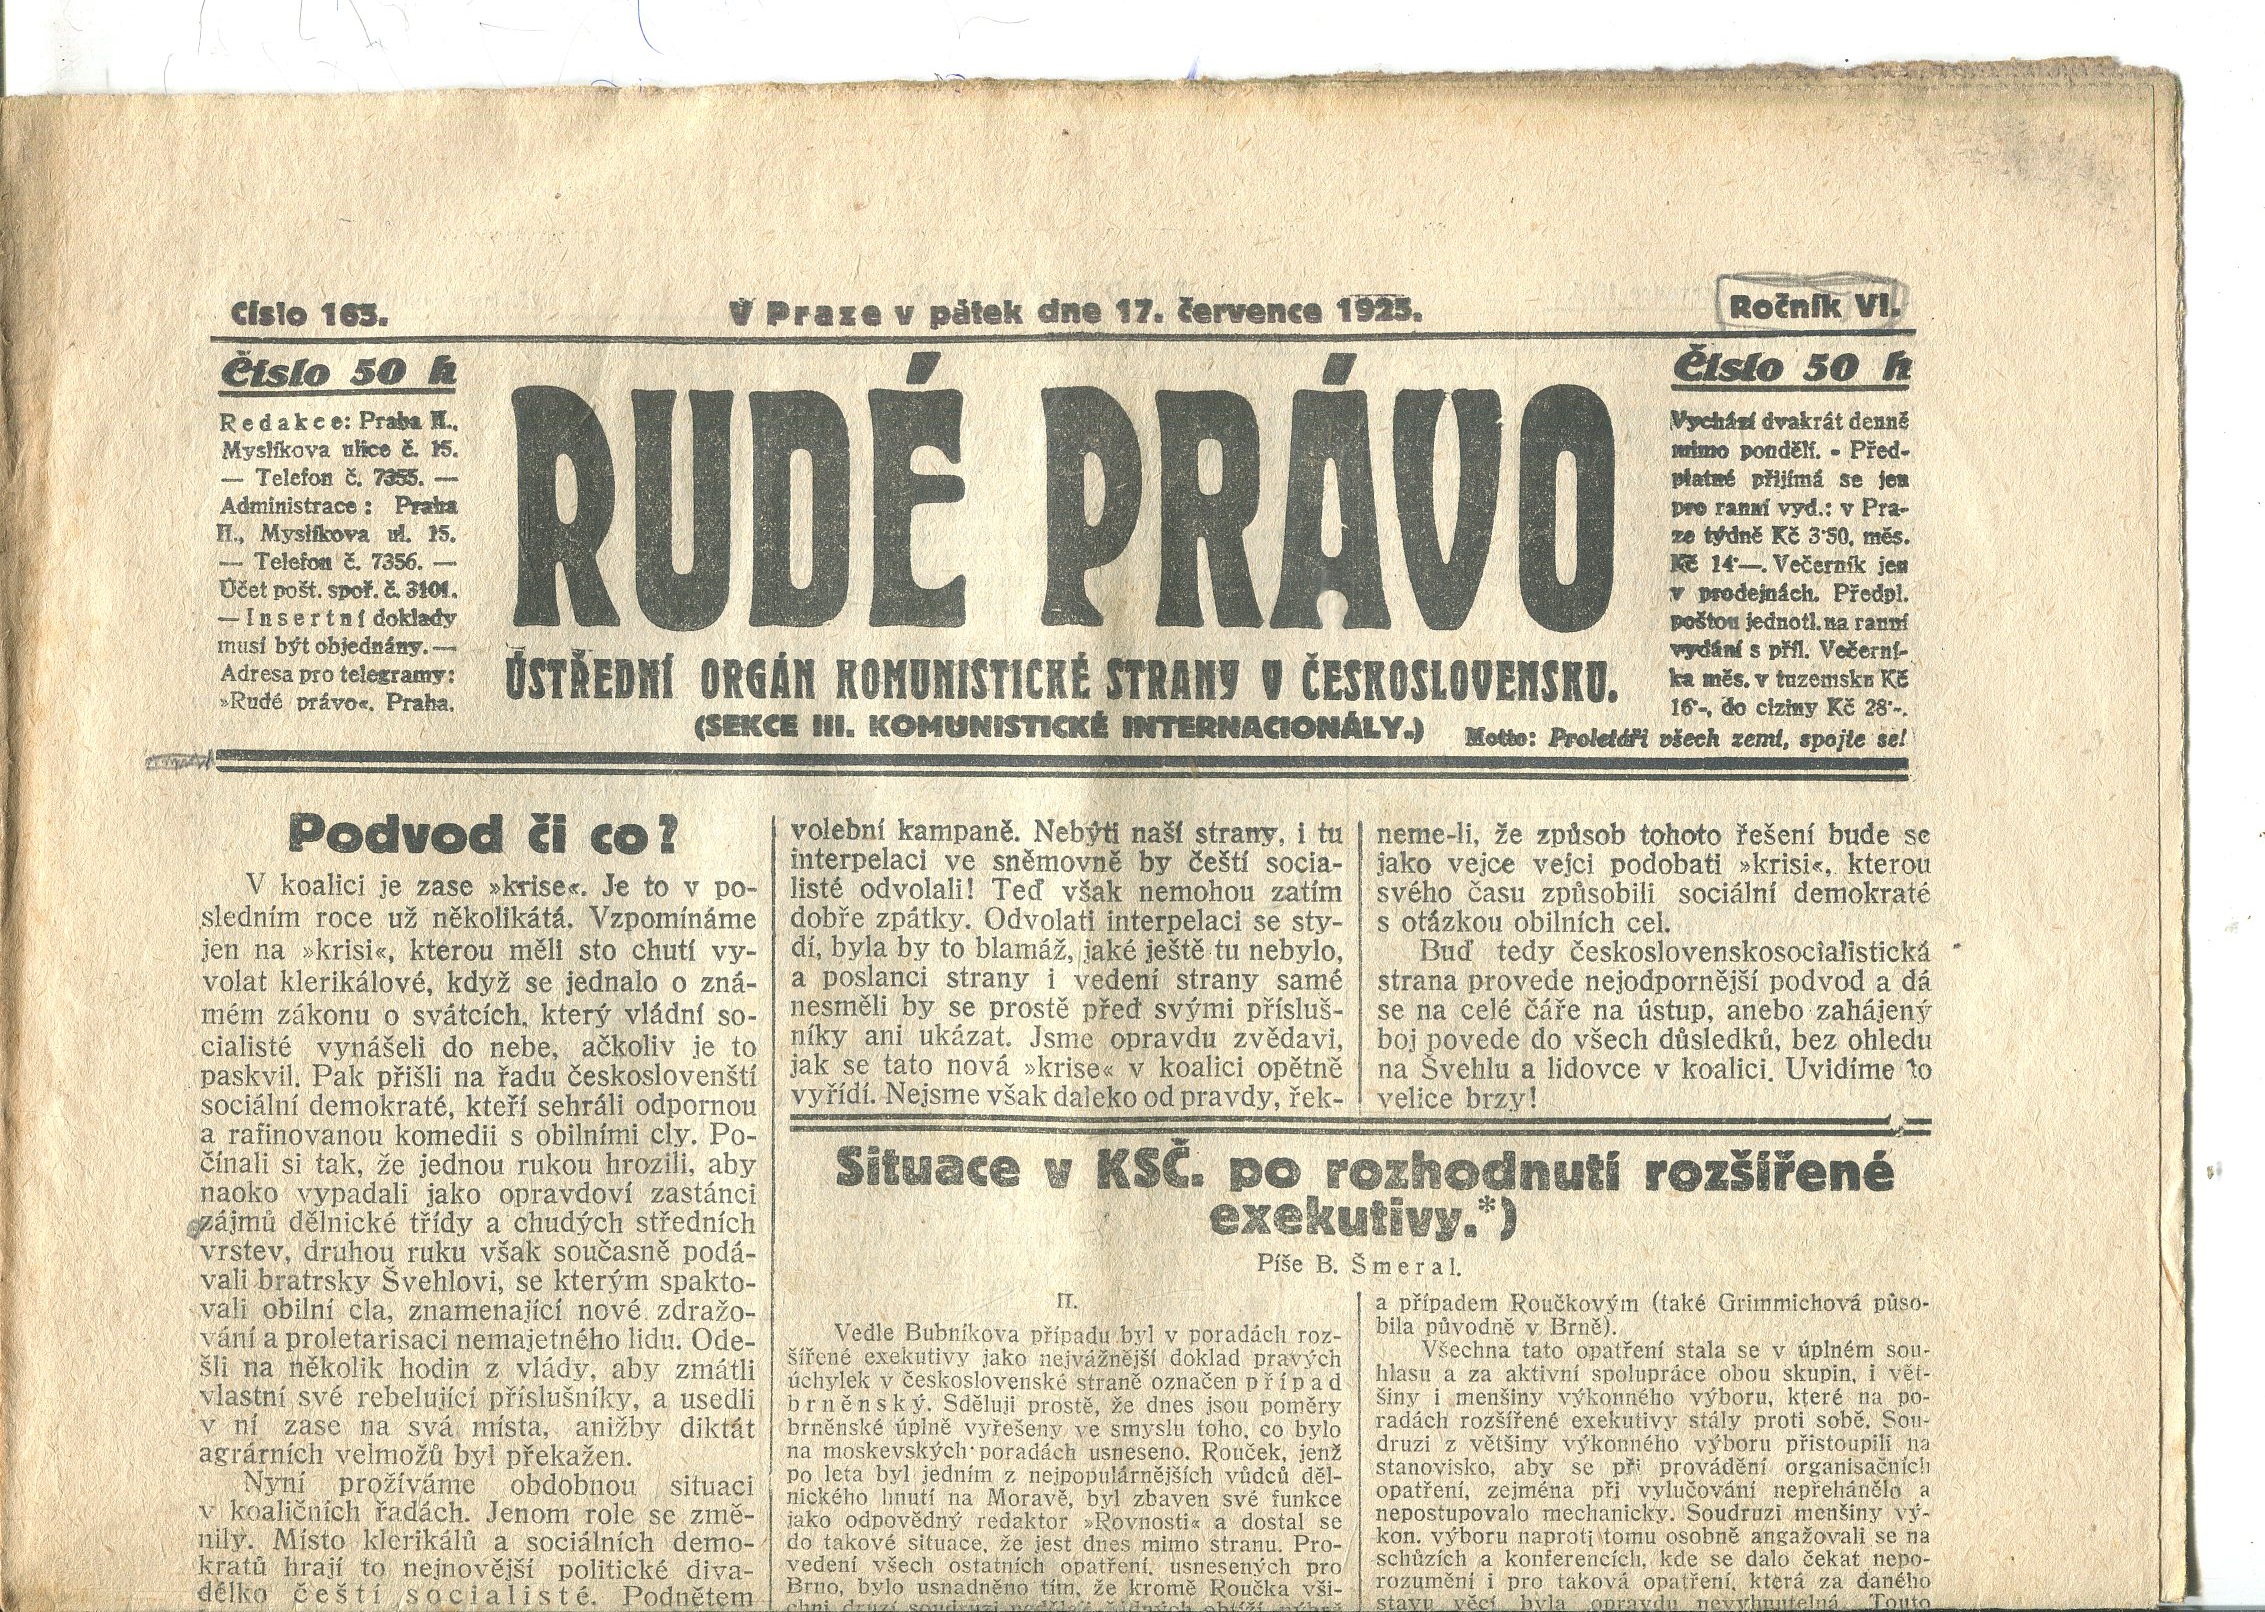 Číslo 165.
V Praze v pátek dne 17. července 1925.
Ročník VI.
Číslo 50 h
Redakce: Praha II.,
Myslíkova ulice č. 15.
— Telefon č. 7355. —
Administrace: Praha
II., Myslíkova ul. 15.
— Telefon č. 7356. —
Účet pošt. spoř. č. 3101.
— Insertní doklady
musí být objednány. —
Adresa pro telegramy:
»Rudé právo«. Praha.
RUDÉ PRÁVO
ÚSTŘEDNÍ ORGÁN KOMUNISTICKÉ STRANY V ČESKOSLOVENSKU.
(SEKCE III. KOMUNISTICKÉ INTERNACIONÁLY.)
Motto: Proletáři všech zemí, spojte se!
Číslo 50 h
Vychází dvakrát denně
mimo pondělí. - Před-
platné přijímá se jen
pro ranní vyd.: v Pra-
ze týdně Kč 3·50, měs.
Kč 14·—. Večerník jen
v prodejnách. Předpl.
poštou jednotl. na ranní
vydání s příl. Večerní-
ka měs. v tuzemsku Kč
16·-, do ciziny Kč 28·-.
Podvod či co?
V koalici je zase »krise«. Je to v po-
sledním roce už několikátá. Vzpomínáme
jen na »krisi«, kterou měli sto chutí vy-
volat klerikálové, když se jednalo o zná-
mém zákonu o svátcích, který vládní so-
cialisté vynášeli do nebe, ačkoliv je to
paskvil. Pak přišli na řadu českoslovenští
sociální demokraté, kteří sehráli odpornou
a rafinovanou komedii s obilními cly. Po-
čínali si tak, že jednou rukou hrozili, aby
naoko vypadali jako opravdoví zastánci
zájmů dělnické třídy a chudých středních
vrstev, druhou ruku však současně podá-
vali bratrsky Švehlovi, se kterým spakto-
vali obilní cla, znamenající nové zdražo-
vání a proletarisaci nemajetného lidu. Ode-
šli na několik hodin z vlády, aby zmátli
vlastní své rebelující příslušníky, a usedli
v ní zase na svá místa, anižby diktát
agrárních velmožů byl překažen.
Nyní prožíváme obdobnou situaci
v koaličních řadách. Jenom role se změ-
nily. Místo klerikálů a sociálních demo-
kratů hrají to nejnovější politické diva-
délko čeští socialisté. Podnětem
volební kampaně. Nebýti naší strany, i tu
interpelaci ve sněmovně by čeští socia-
listé odvolali! Teď však nemohou zatím
dobře zpátky. Odvolati interpelaci se sty-
dí, byla by to blamáž, jaké ještě tu nebylo,
a poslanci strany i vedení strany samé
nesměli by se prostě před svými přísluš-
níky ani ukázat. Jsme opravdu zvědavi,
jak se tato nová »krise« v koalici opětně
vyřídí. Nejsme však daleko od pravdy, řek-
neme-li, že způsob tohoto řešení bude se
jako vejce vejci podobati »krisi«, kterou
svého času způsobili sociální demokraté
s otázkou obilních cel.
Buď tedy československosocialistická
strana provede nejodpornější podvod a dá
se na celé čáře na ústup, anebo zahájený
boj povede do všech důsledků, bez ohledu
na Švehlu a lidovce v koalici. Uvidíme to
velice brzy!
Situace v KSČ. po rozhodnutí rozšířené
exekutivy.*)
Píše B. Šmeral.
II.
Vedle Bubníkova případu byl v poradách roz-
šířené exekutivy jako nejvážnější doklad pravých
úchylek v československé straně označen případ
brněnský. Sděluji prostě, že dnes jsou poměry
brněnské úplně vyřešeny ve smyslu toho, co bylo
na moskevských poradách usneseno. Rouček, jenž
po leta byl jedním z nejpopulárnějších vůdců děl-
nického hnutí na Moravě, byl zbaven své funkce
jako odpovědný redaktor »Rovnosti« a dostal se
do takové situace, že jest dnes mimo stranu. Pro-
vedení všech ostatních opatření, usnesených pro
Brno, bylo usnadněno tím, že kromě Roučka vši-
chni druzí soudruzi
a případem Roučkovým (také Grimmichová půso-
bila původně v Brně).
Všechna tato opatření stala se v úplném sou-
hlasu a za aktivní spolupráce obou skupin, i vět-
šiny i menšiny výkonného výboru, které na po-
radách rozšířené exekutivy stály proti sobě. Sou-
druzi z většiny výkonného výboru přistoupili na
stanovisko, aby se při provádění organisačních
opatření, zejména při vylučování nepřehánělo a
nepostupovalo mechanicky. Soudruzi menšiny vý-
kon. výboru naproti tomu osobně angažovali se na
schůzích a konferencích, kde se dalo čekat nepo-
rozumění i pro taková opatření, která za daného
stavu věcí byla opravdu nevyhnutelná. Touto